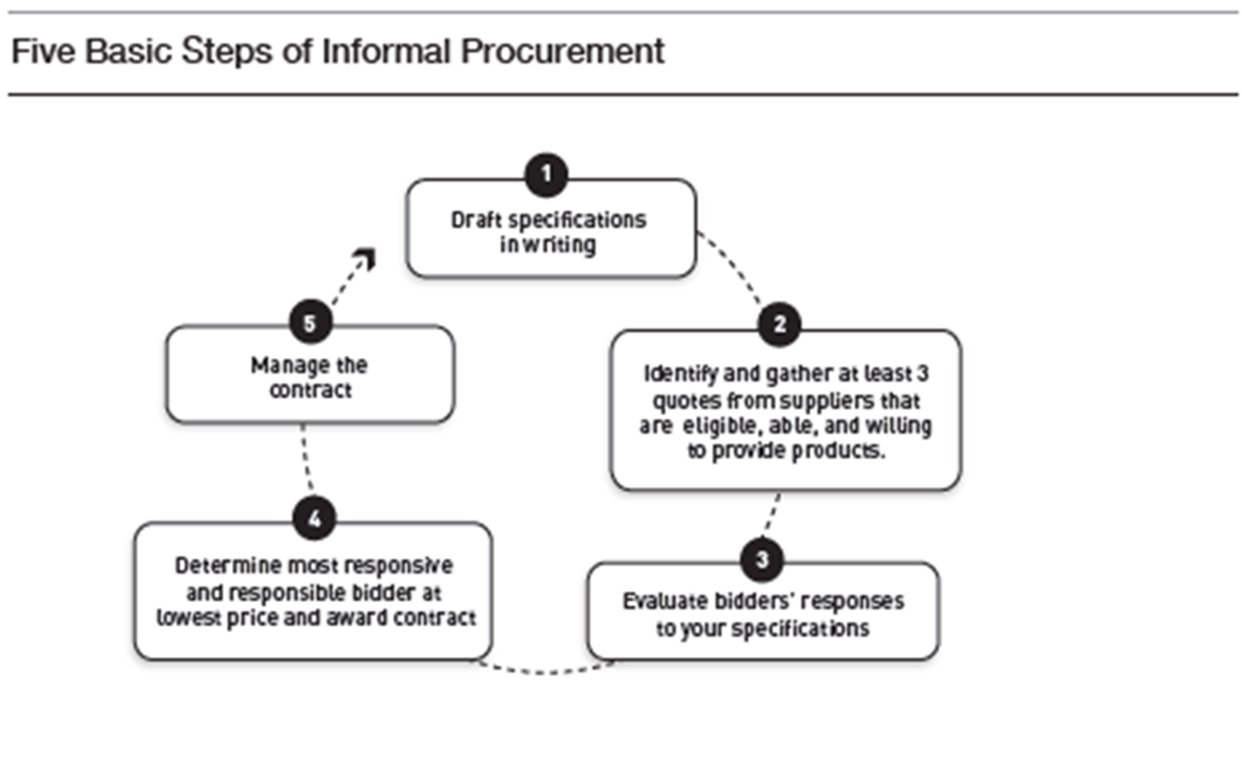 Five Basic Steps of Informal Procurement
1
Draft specifications
in writing
2
Identify and gather at least 3
quotes from suppliers that
are eligible, able, and willing
to provide products.
3
Evaluate bidders' responses
to your specifications
4
Determine most responsive
and responsible bidder at
lowest price and award contract
5
Manage the
contract